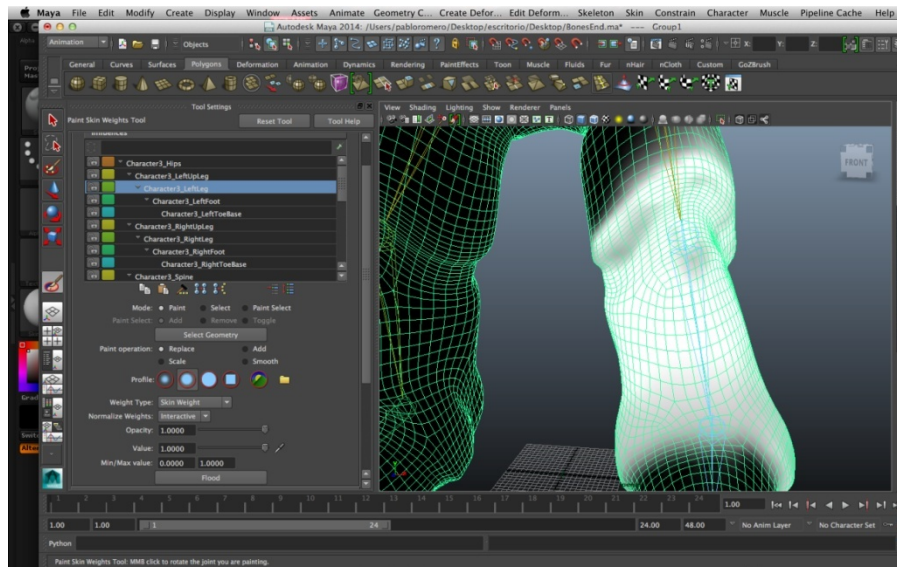 Maya File Edit Modify Create Display Window Assets Animate Geometry C... Create Defor... Edit Deform... Skeleton Skin Constrain Character Muscle Pipeline Cache Help
Autodesk Maya 2014: /Users/pabloromero/Desktop/escritorio/Desktop/BonesEnd.ma* --- Group1
Animation Objects X: Y: Z:
General Curves Surfaces Polygons Deformation Animation Dynamics Rendering PaintEffects Toon Muscle Fluids Fur nHair nCloth Custom GoZBrush
Tool Settings
View Shading Lighting Show Renderer Panels
Paint Skin Weights Tool Reset Tool Tool Help
Influences
Character3_Hips
Character3_LeftUpLeg
Character3_LeftLeg
Character3_LeftFoot
Character3_LeftToeBase
Character3_RightUpLeg
Character3_RightLeg
Character3_RightFoot
Character3_RightToeBase
Character3_Spine
FRONT
Mode: Paint Select Paint Select
Paint Select: Add Remove Toggle
Select Geometry
Paint operation: Replace Add
Scale Smooth
Profile:
Weight Type: Skin Weight
Normalize Weights: Interactive
Opacity: 1.0000
Value: 1.0000
Min/Max value: 0.0000 1.0000
Flood
1 2 3 4 5 6 7 8 9 10 11 12 13 14 15 16 17 18 19 20 21 22 23 24 1.00
1.00 1.00 1 24 24.00 48.00 No Anim Layer No Character Set
Python
Paint Skin Weights Tool: MMB click to rotate the joint you are painting.